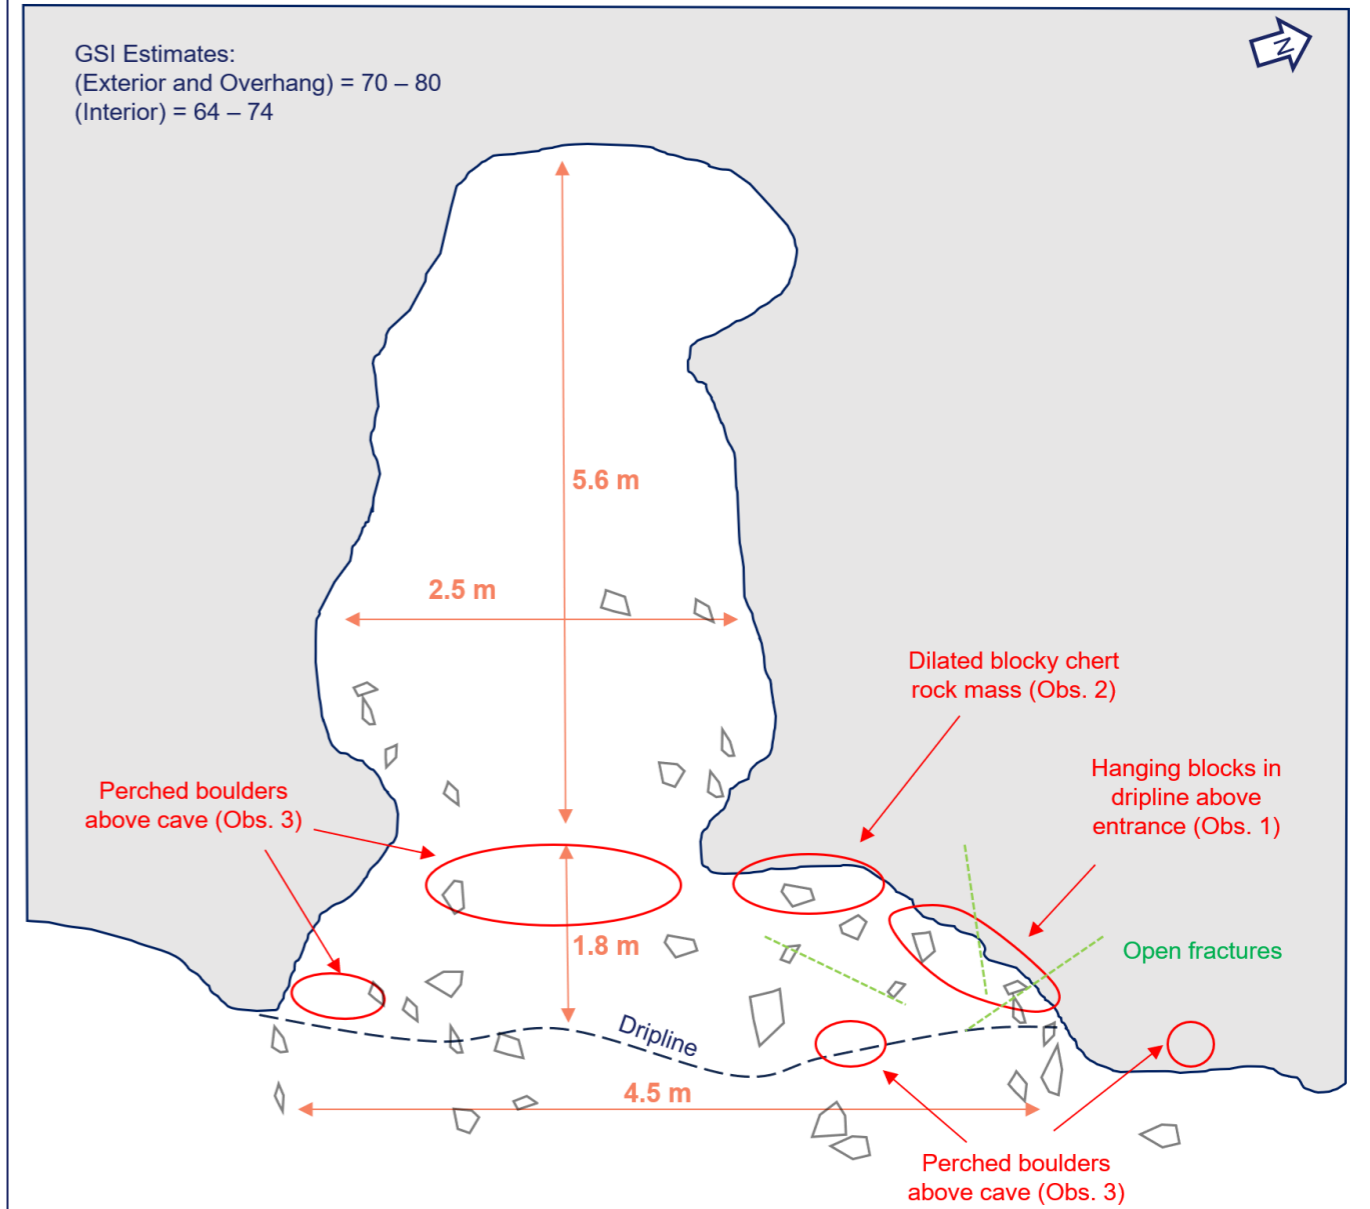 GSI Estimates:
(Exterior and Overhang) = 70 – 80
(Interior) = 64 – 74
N
5.6 m
2.5 m
Dilated blocky chert
rock mass (Obs. 2)
Hanging blocks in
dripline above
entrance (Obs. 1)
Perched boulders
above cave (Obs. 3)
1.8 m
Open fractures
Dripline
4.5 m
Perched boulders
above cave (Obs. 3)